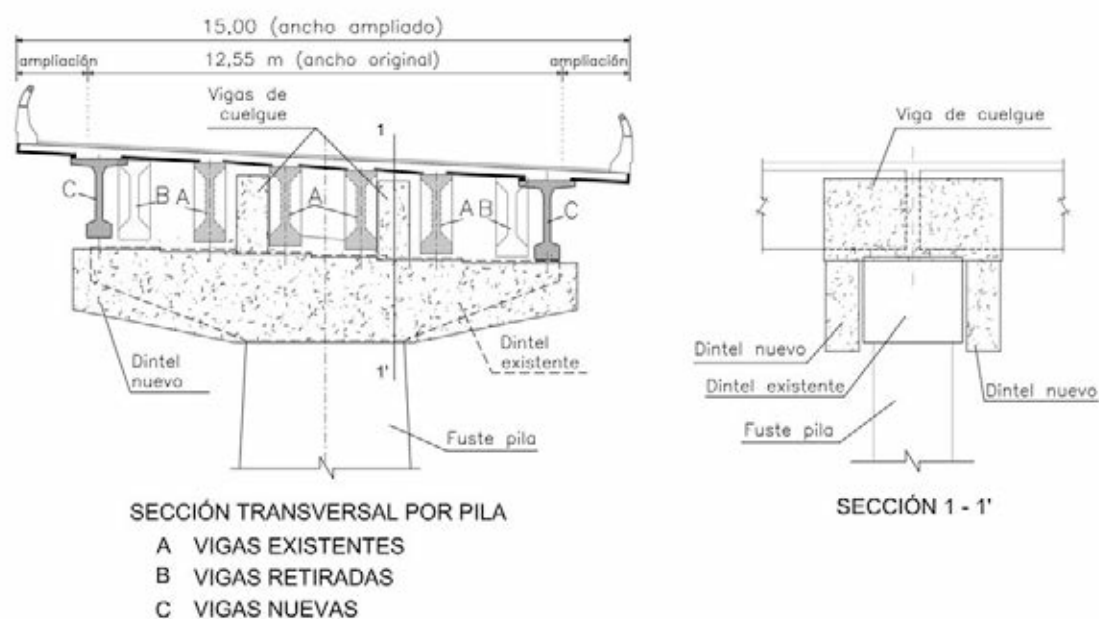 15,00 (ancho ampliado)
ampliación
12,55 m (ancho original)
ampliación
Vigas de
cuelgue
1
C
B
A
A
A
B
C
Dintel
nuevo
1'
Dintel
existente
Fuste pila
SECCIÓN TRANSVERSAL POR PILA
A VIGAS EXISTENTES
B VIGAS RETIRADAS
C VIGAS NUEVAS
Viga de cuelgue
Dintel nuevo
Dintel existente
Dintel nuevo
Fuste pila
SECCIÓN 1 - 1'